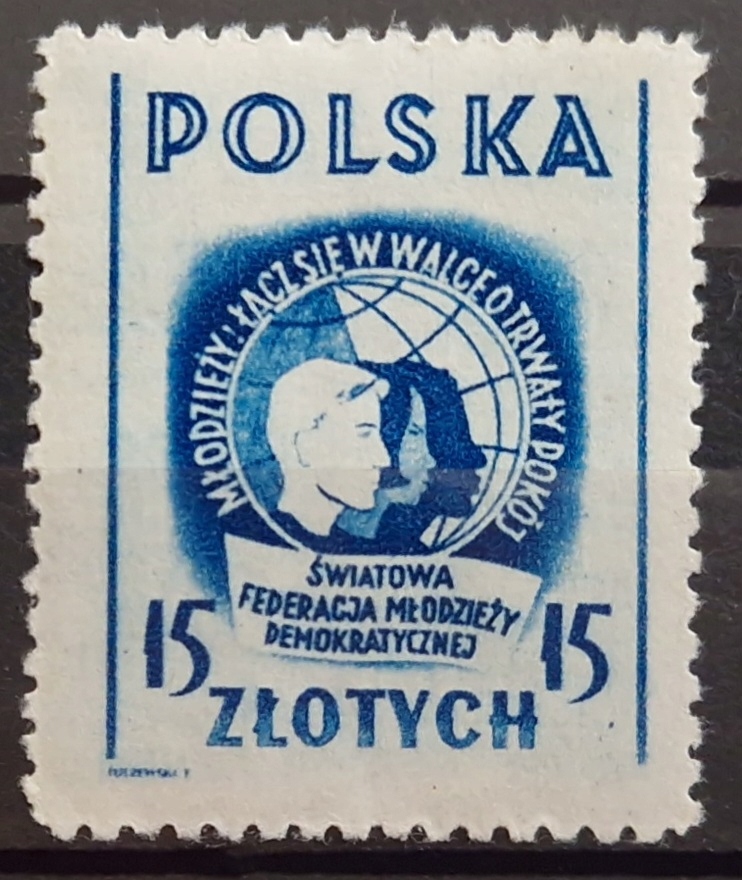 POLSKA
MŁODZIEŻY! ŁĄCZ SIĘ W WALCE O TRWAŁY POKÓJ
ŚWIATOWA
FEDERACJA MŁODZIEŻY
DEMOKRATYCZNEJ
15 15
ZŁOTYCH